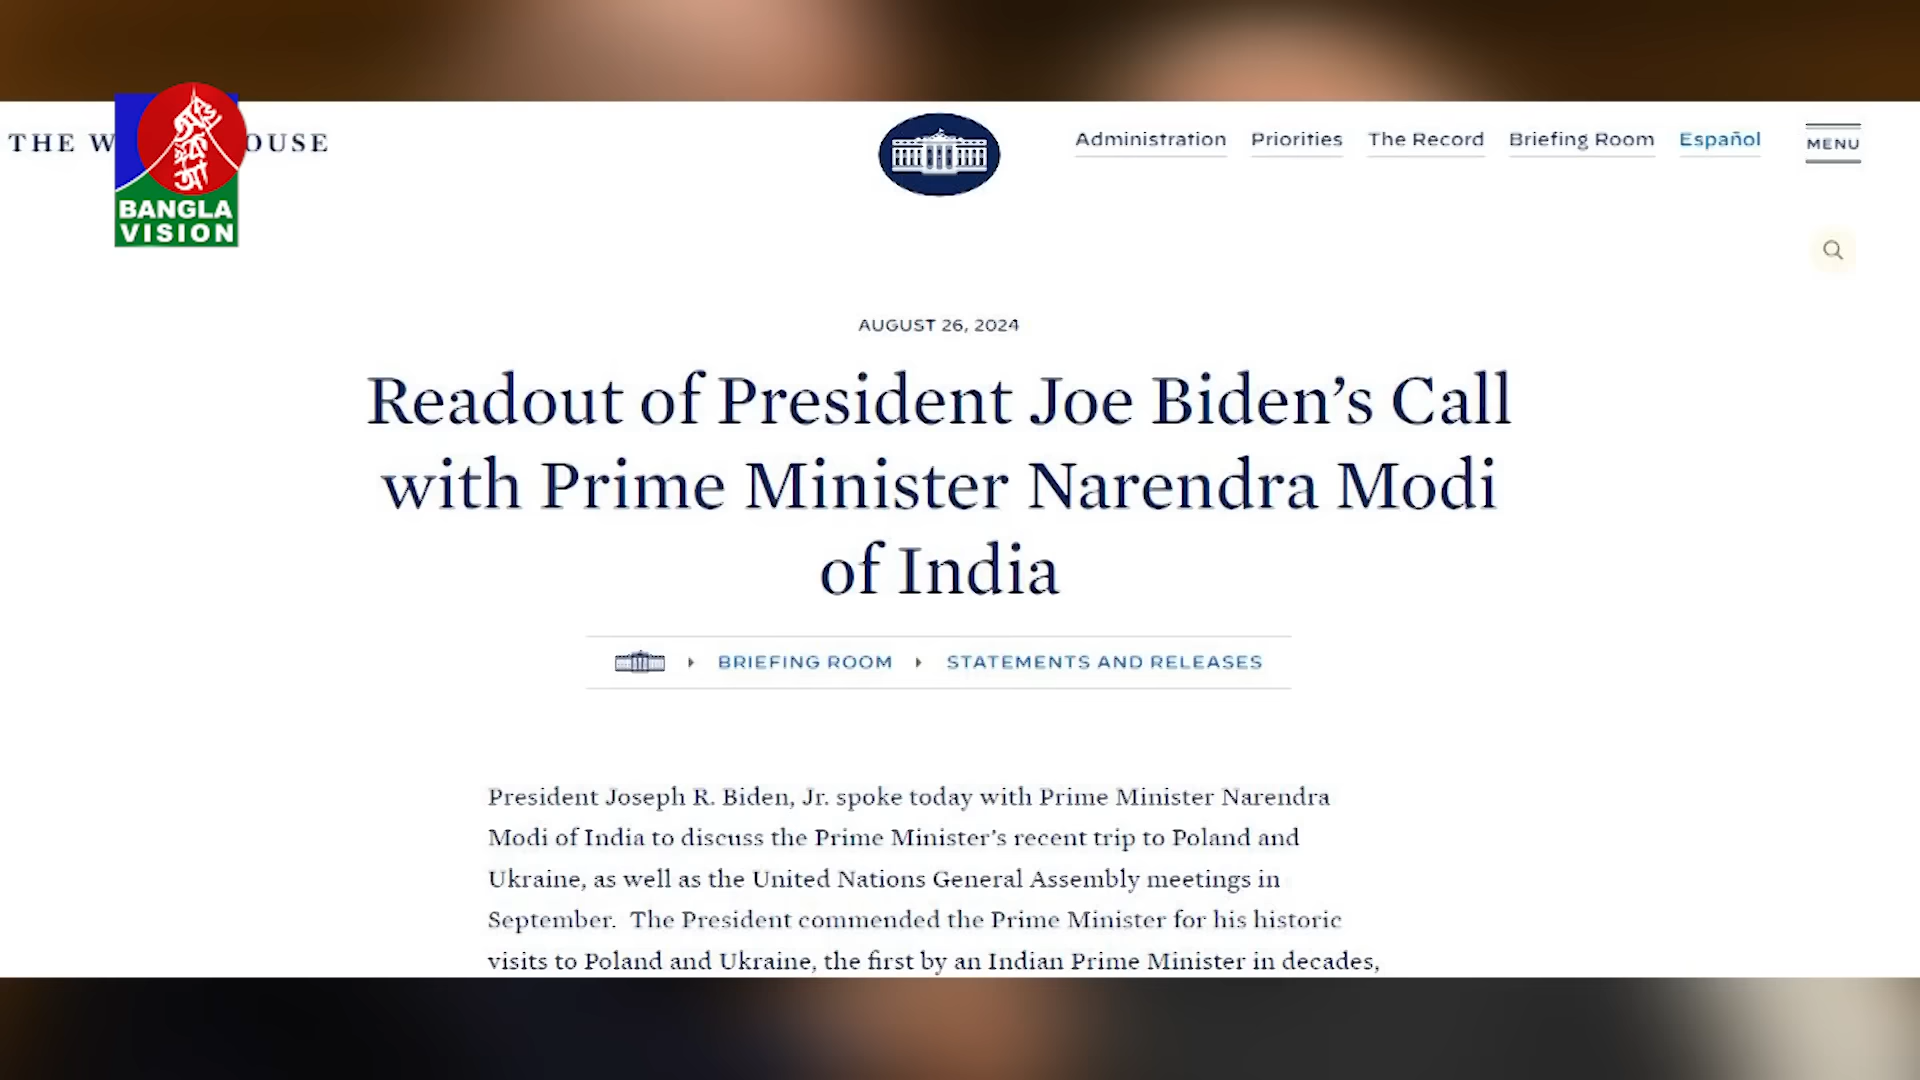 THE W OUSE
Administration Priorities The Record Briefing Room Español MENU
বাংলাভিশন
BANGLA
VISION
AUGUST 26, 2024
Readout of President Joe Biden’s Call
with Prime Minister Narendra Modi
of India
BRIEFING ROOM STATEMENTS AND RELEASES
President Joseph R. Biden, Jr. spoke today with Prime Minister Narendra
Modi of India to discuss the Prime Minister’s recent trip to Poland and
Ukraine, as well as the United Nations General Assembly meetings in
September. The President commended the Prime Minister for his historic
visits to Poland and Ukraine, the first by an Indian Prime Minister in decades,